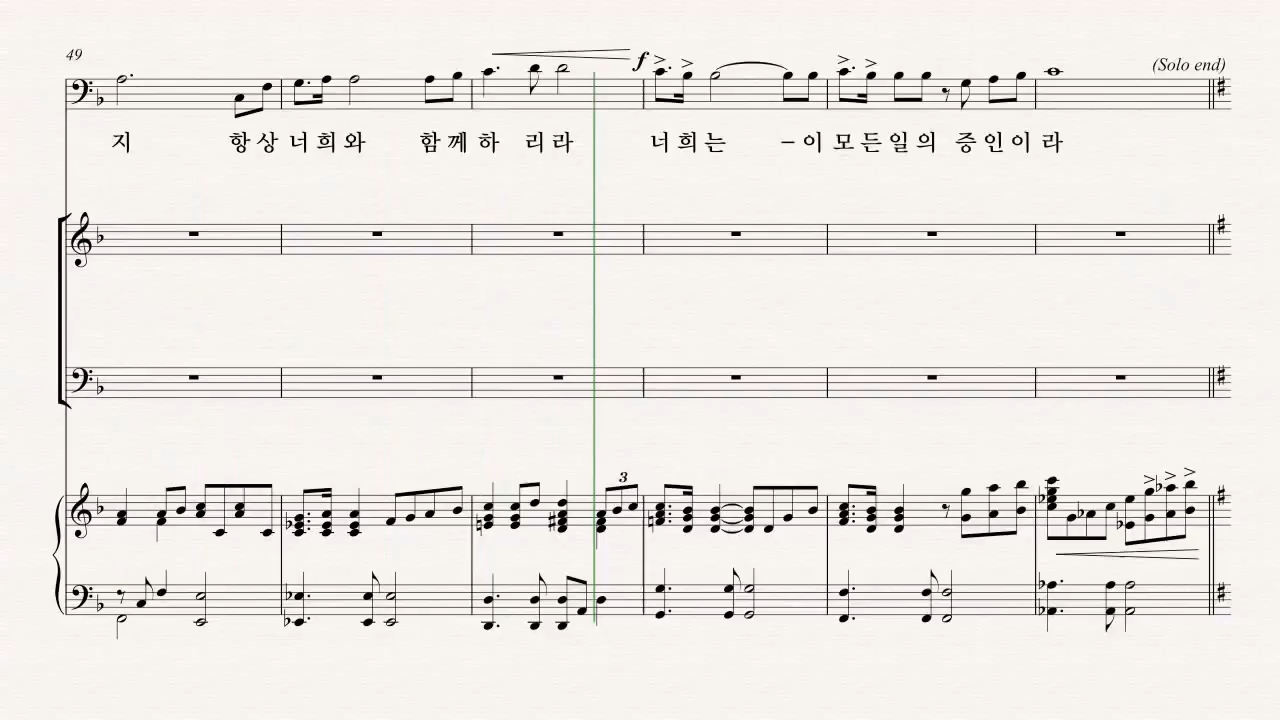 49
f
(Solo end)
지 항상 너희와 함께 하 리라 너희는 – 이 모든일의 증인이 라
3